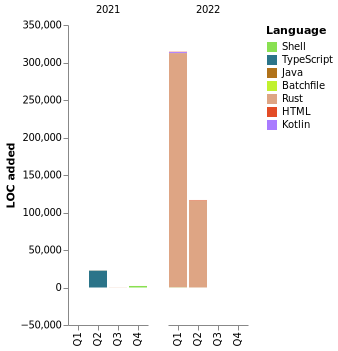 2021
2022
350,000
300,000
250,000
200,000
150,000
100,000
50,000
0
−50,000
LOC added
Q1
Q2
Q3
Q4
Q1
Q2
Q3
Q4
Language
Shell
TypeScript
Java
Batchfile
Rust
HTML
Kotlin